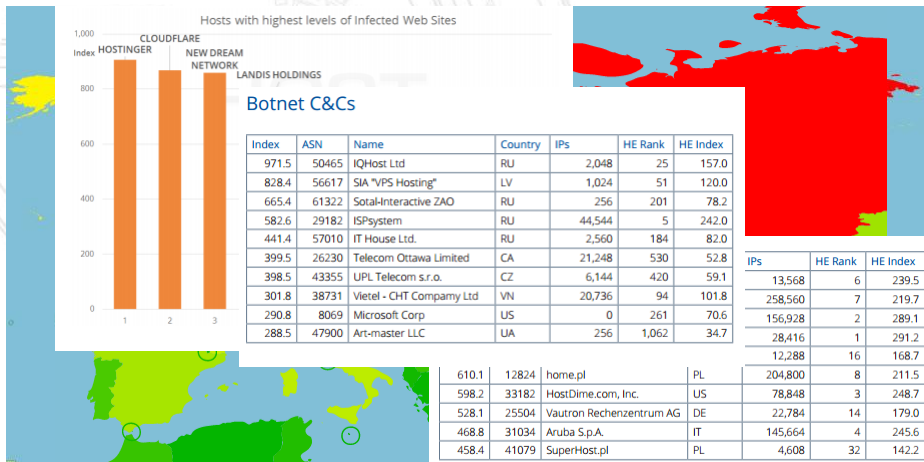 Hosts with highest levels of Infected Web Sites
1,000
Index
HOSTINGER
CLOUDFLARE
NEW DREAM
NETWORK
LANDIS HOLDINGS
800
600
400
200
0
1 2 3
Botnet C&Cs
Index ASN Name Country IPs HE Rank HE Index
971.5 50465 IQHost Ltd RU 2,048 25 157.0
828.4 56617 SIA "VPS Hosting" LV 1,024 51 120.0
665.4 61322 Sotal-Interactive ZAO RU 256 201 78.2
582.6 29182 ISPsystem RU 44,544 5 242.0
441.4 57010 IT House Ltd. RU 2,560 184 82.0
399.5 26230 Telecom Ottawa Limited CA 21,248 530 52.8
398.5 43355 UPL Telecom s.r.o. CZ 6,144 420 59.1
301.8 38731 Vietel - CHT Compamy Ltd VN 20,736 94 101.8
290.8 8069 Microsoft Corp US 0 261 70.6
288.5 47900 Art-master LLC UA 256 1,062 34.7
IPs HE Rank HE Index
13,568 6 239.5
258,560 7 219.7
156,928 2 289.1
28,416 1 291.2
12,288 16 168.7
610.1 12824 home.pl PL 204,800 8 211.5
598.2 33182 HostDime.com, Inc. US 78,848 3 248.7
528.1 25504 Vautron Rechenzentrum AG DE 22,784 14 179.0
468.8 31034 Aruba S.p.A. IT 145,664 4 245.6
458.4 41079 SuperHost.pl PL 4,608 32 142.2